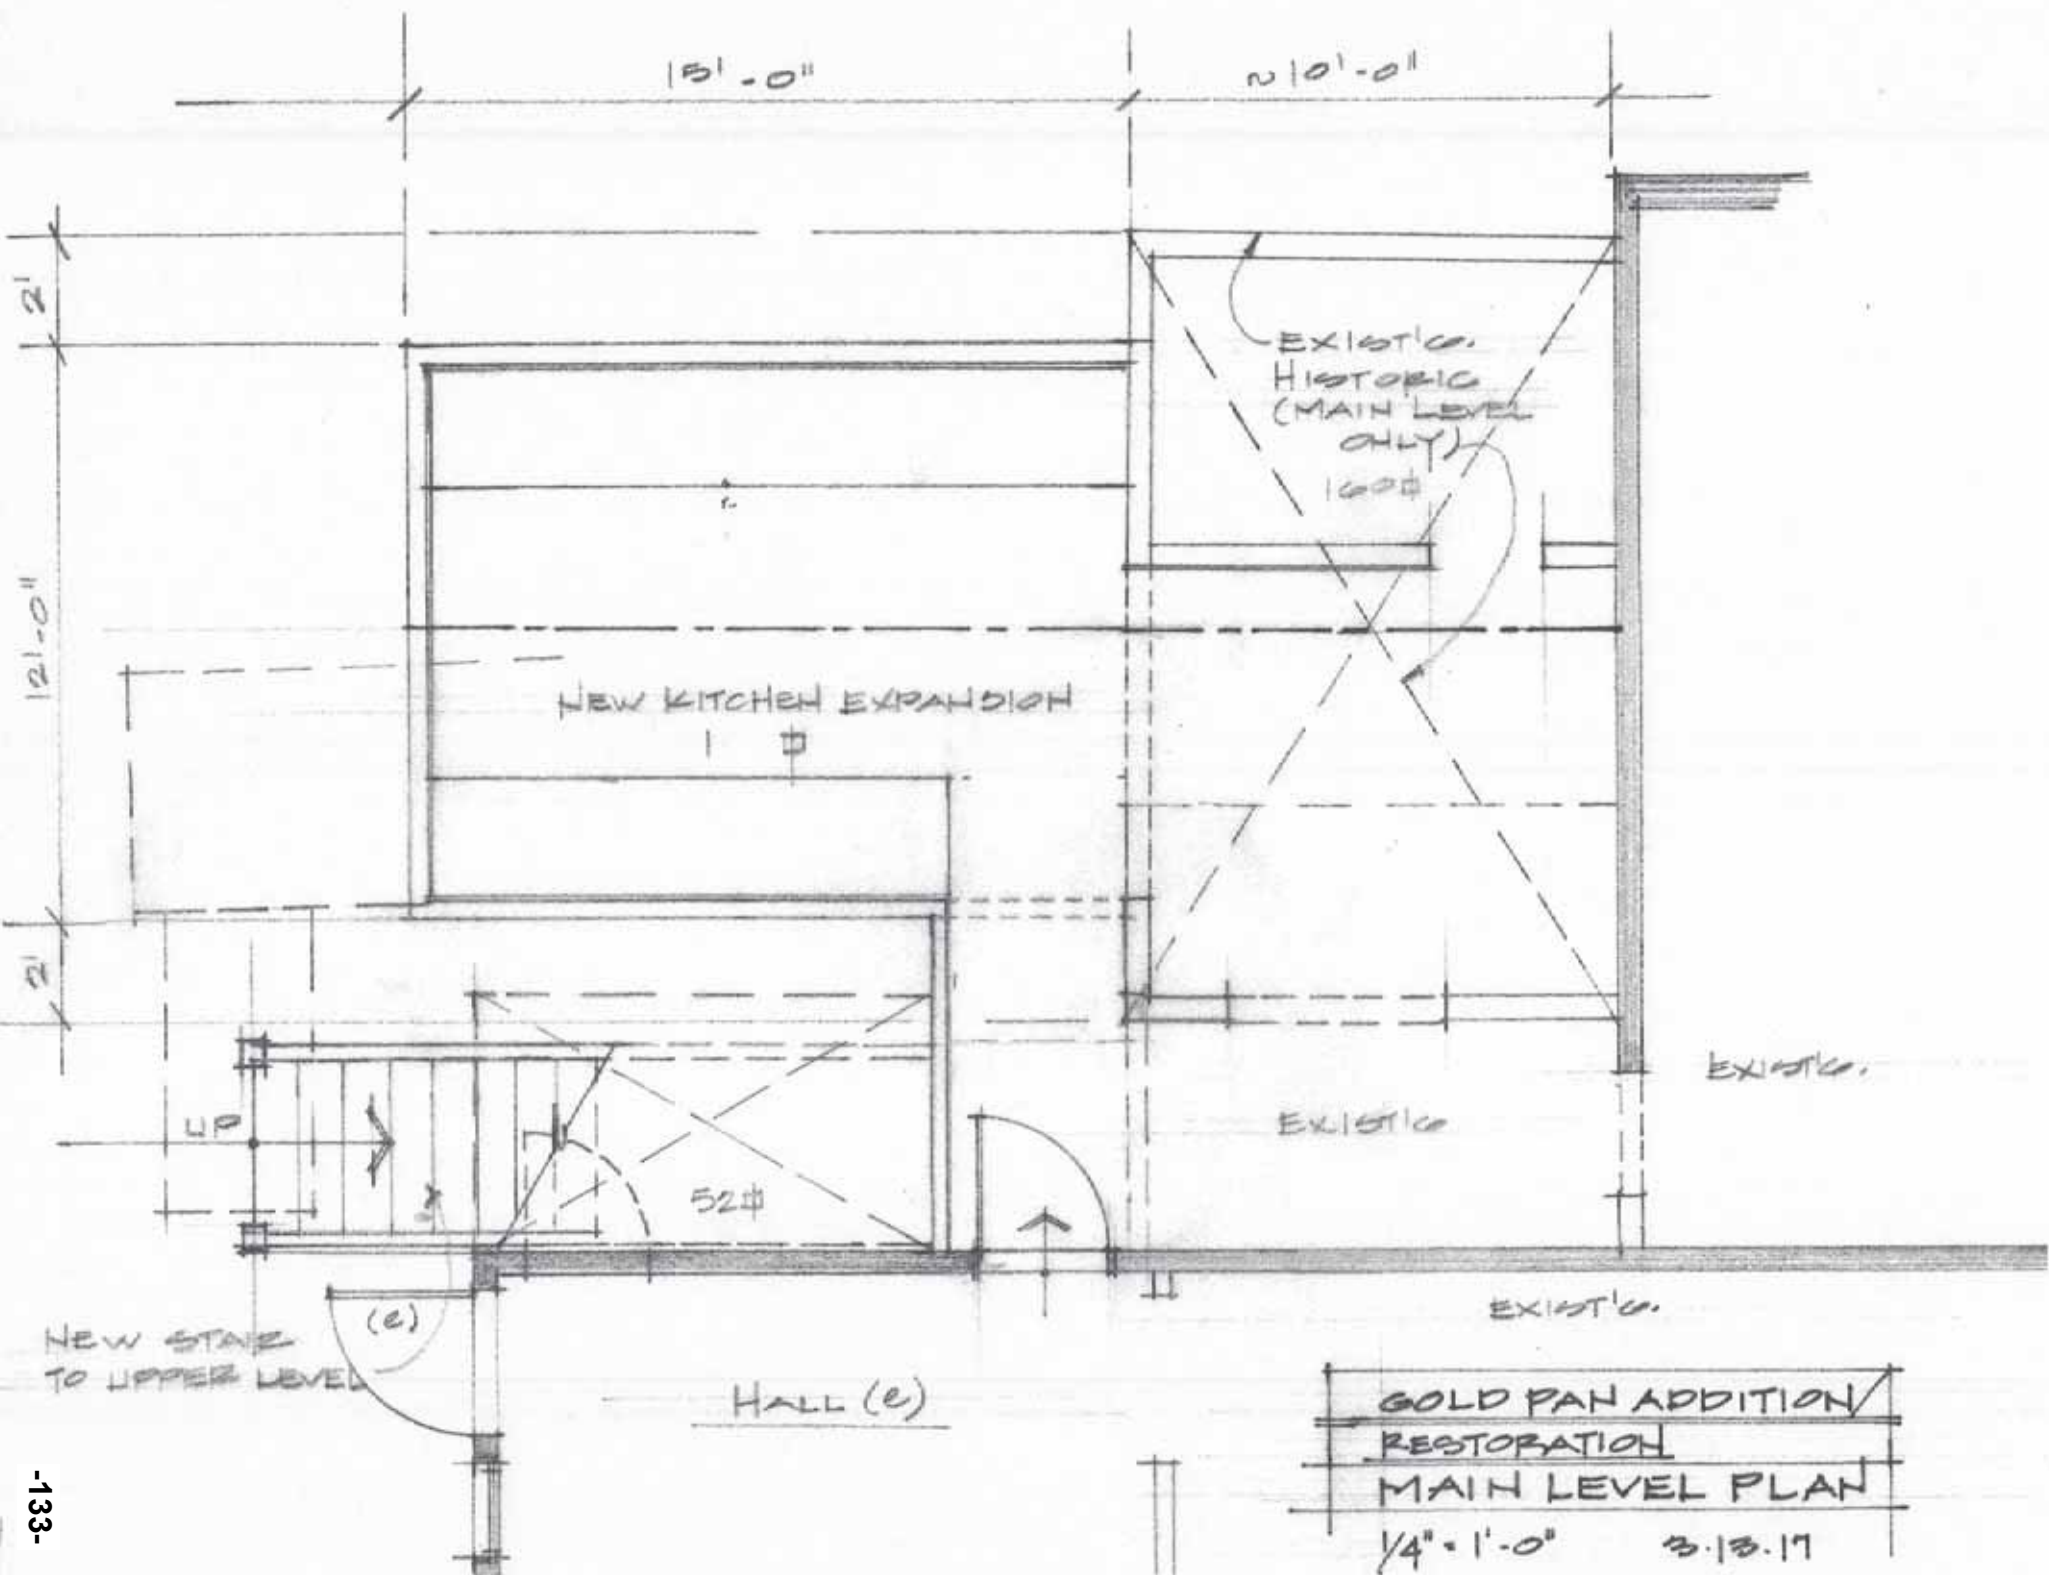 15'-0"
~10'-0"
2'
EXIST'G.
HISTORIC
(MAIN LEVEL
ONLY)
160⌗
12'-0"
NEW KITCHEN EXPANSION
2'
EXIST'G.
UP
EXIST'G
52⌗
(e)
EXIST'G.
NEW STAIR
TO UPPER LEVEL
HALL (e)
GOLD PAN ADDITION/
RESTORATION
MAIN LEVEL PLAN
1/4" = 1'-0" 3.13.17
-133-